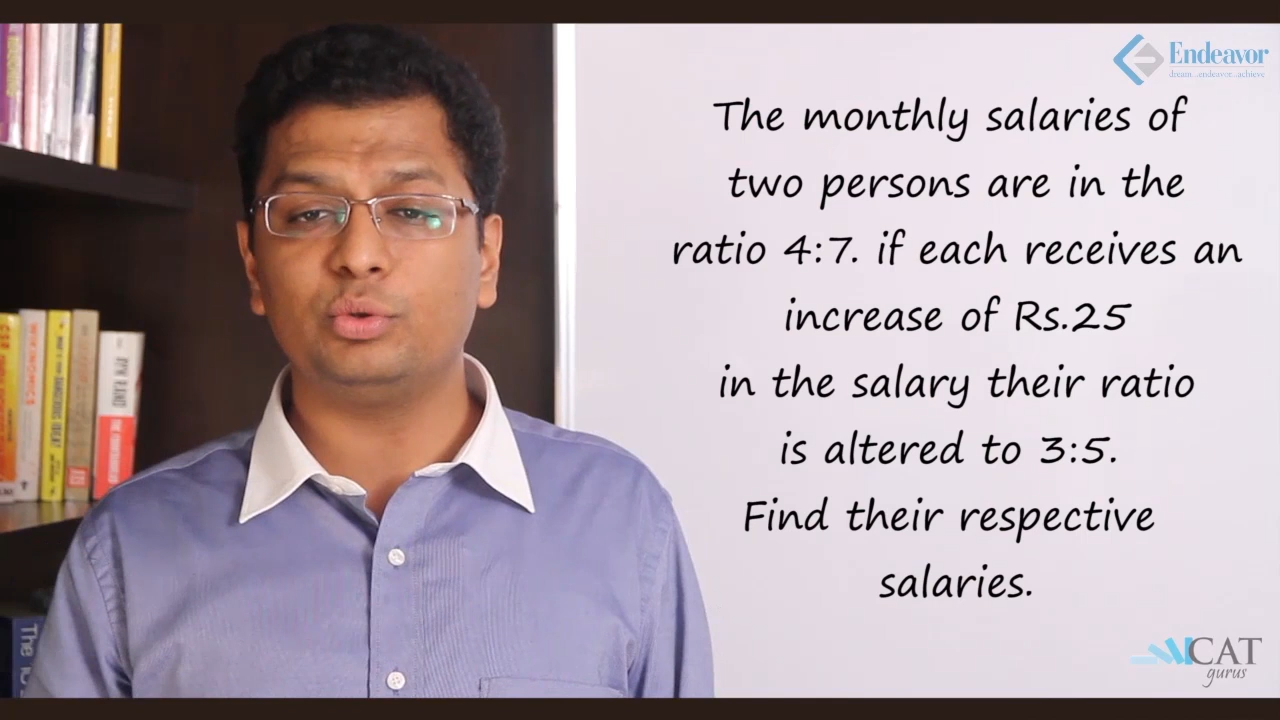 Endeavor
dream...endeavor...achieve
The monthly salaries of
two persons are in the
ratio 4:7. if each receives an
increase of Rs.25
in the salary their ratio
is altered to 3:5.
Find their respective
salaries.
WIKINOMICS
CAT
gurus